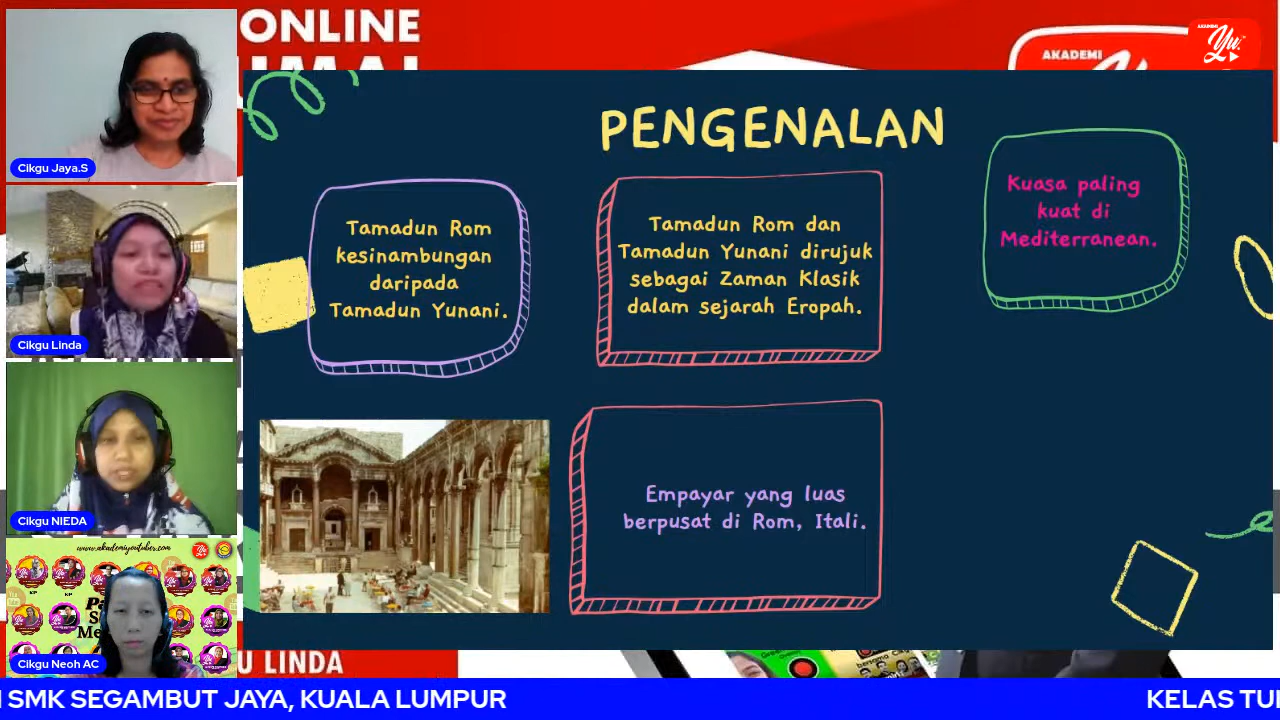 ONLINE
AKADEMI
AKADEMI
Yu
PENGENALAN
Tamadun Rom
kesinambungan
daripada
Tamadun Yunani.
Tamadun Rom dan
Tamadun Yunani dirujuk
sebagai Zaman Klasik
dalam sejarah Eropah.
Kuasa paling
kuat di
Mediterranean.
Empayar yang luas
berpusat di Rom, Itali.
Cikgu Jaya.S
Cikgu Linda
Cikgu NIEDA
www.akademiyoutuber.com
Cikgu Neoh AC
U LINDA
SMK SEGAMBUT JAYA, KUALA LUMPUR
KELAS